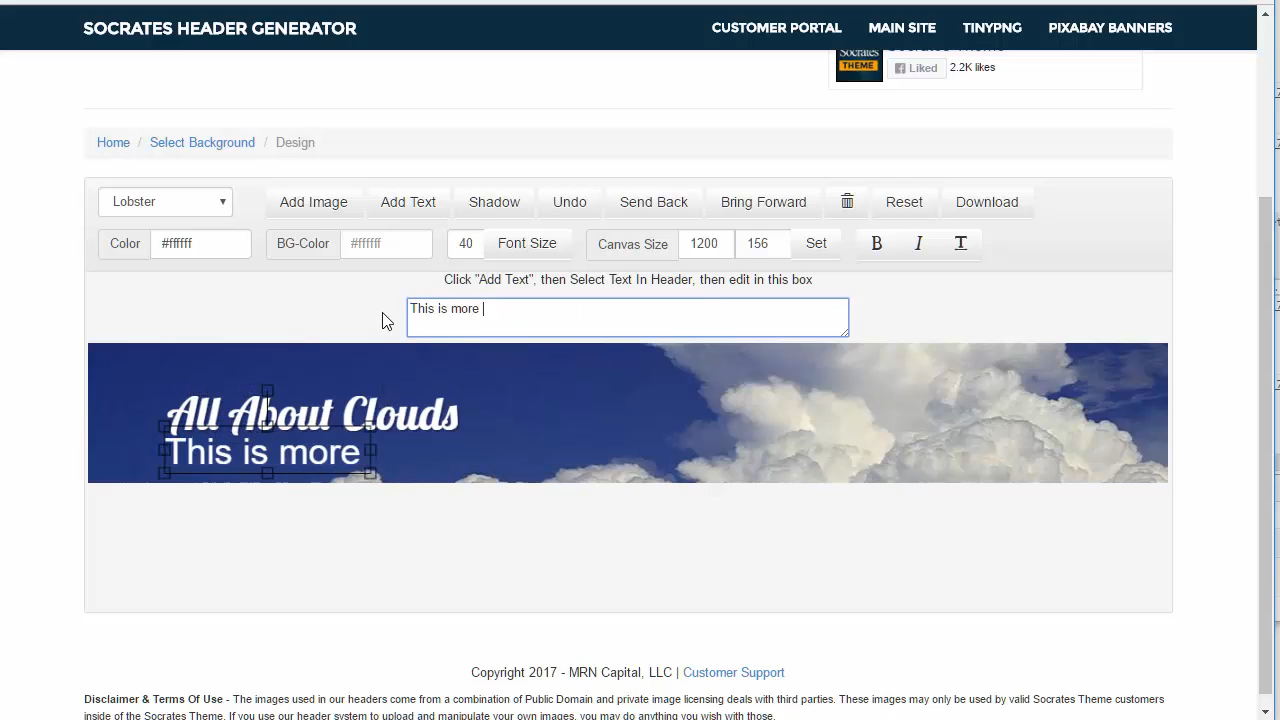 SOCRATES HEADER GENERATOR
CUSTOMER PORTAL MAIN SITE TINYPNG PIXABAY BANNERS
Socrates Theme
Socrates
THEME
Liked 2.2K likes
Home / Select Background / Design
Lobster Add Image Add Text Shadow Undo Send Back Bring Forward Reset Download
Color #ffffff BG-Color #ffffff 40 Font Size Canvas Size 1200 156 Set B I T
Click "Add Text", then Select Text In Header, then edit in this box
This is more
All About Clouds
This is more
Copyright 2017 - MRN Capital, LLC | Customer Support
Disclaimer & Terms Of Use - The images used in our headers come from a combination of Public Domain and private image licensing deals with third parties. These images may only be used by valid Socrates Theme customers
inside of the Socrates Theme. If you use our header system to upload and manipulate your own images, you may do anything you wish with those.